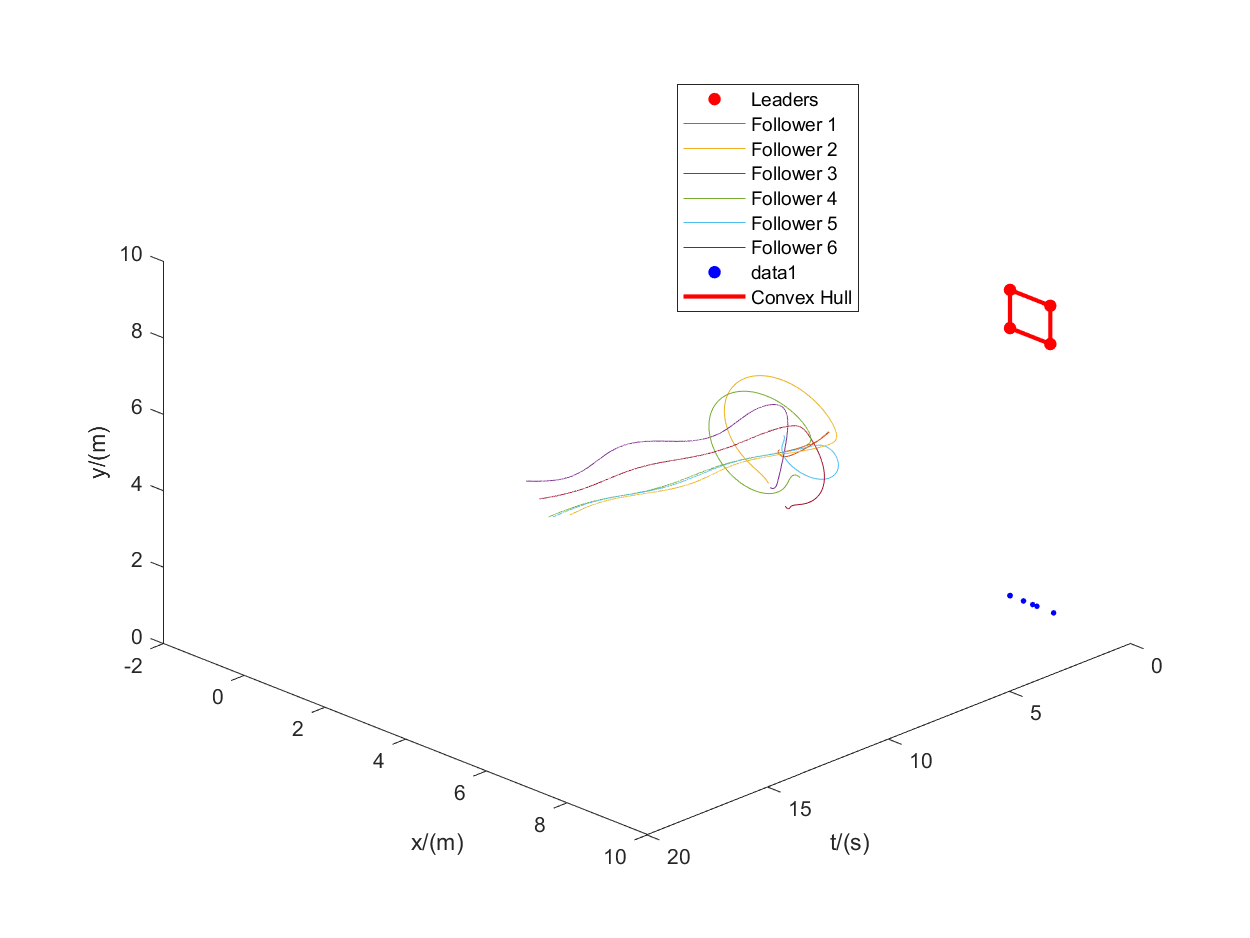 Leaders
Follower 1
Follower 2
Follower 3
Follower 4
Follower 5
Follower 6
data1
Convex Hull
10
8
6
4
2
0
y/(m)
-2
0
2
4
6
8
10
x/(m)
0
5
10
15
20
t/(s)